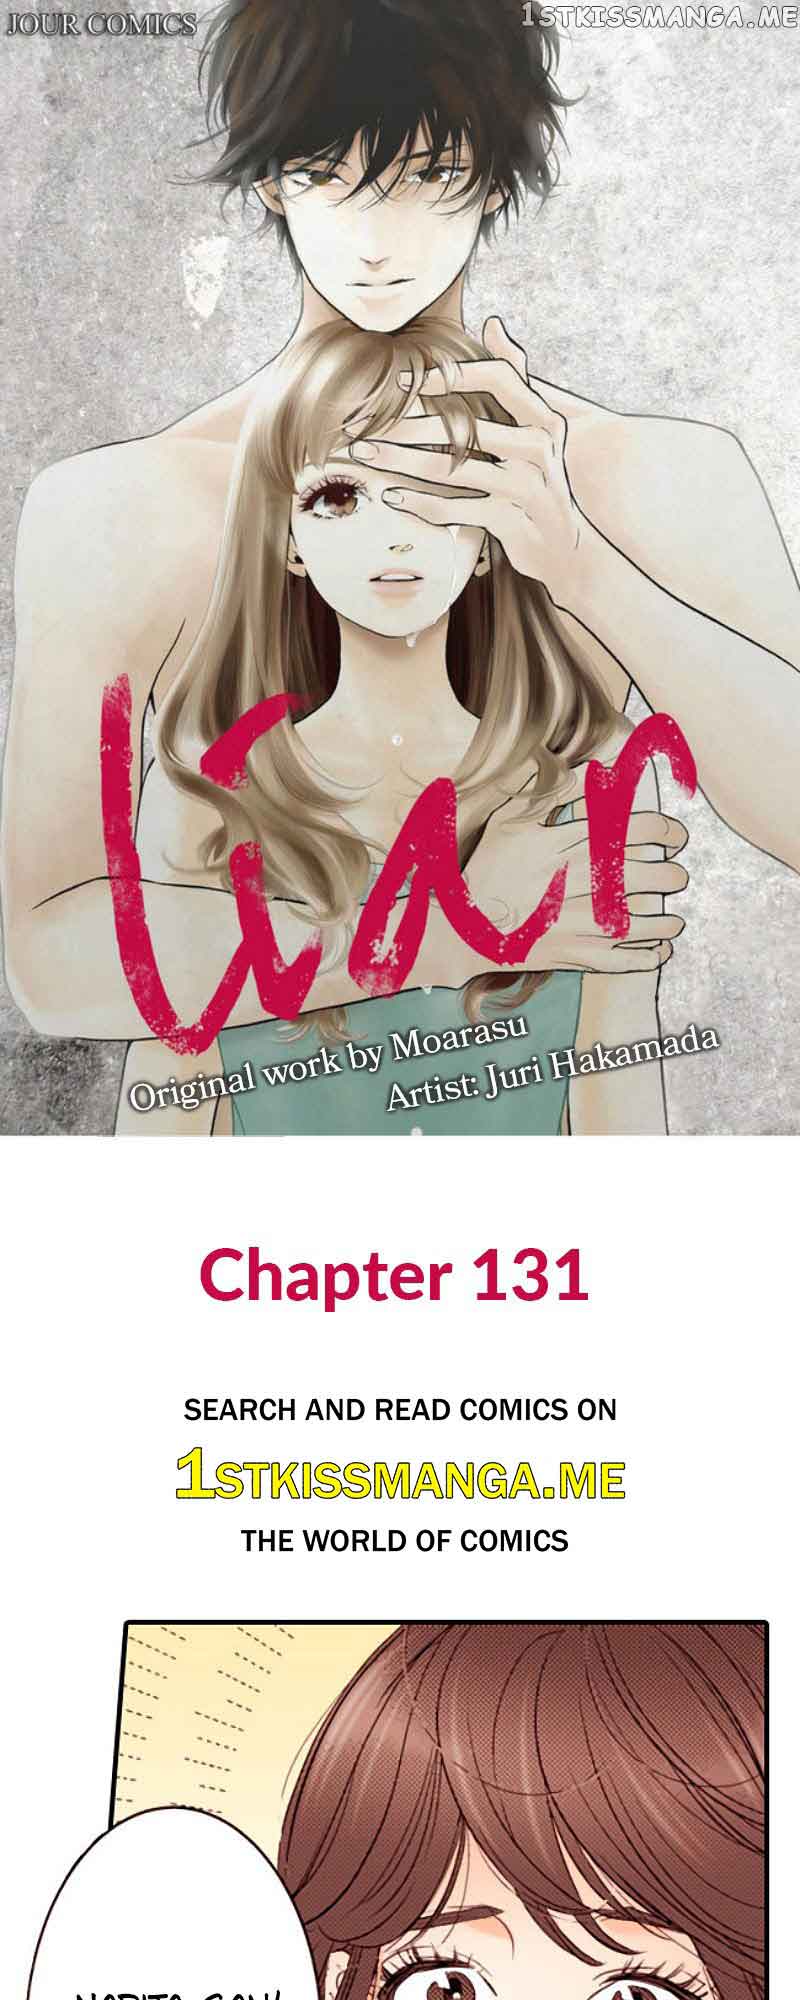 JOUR COMICS
1STKISSMANGA.ME
liar
Original work by Moarasu
Artist: Juri Hakamada
Chapter 131
SEARCH AND READ COMICS ON
1STKISSMANGA.ME
THE WORLD OF COMICS